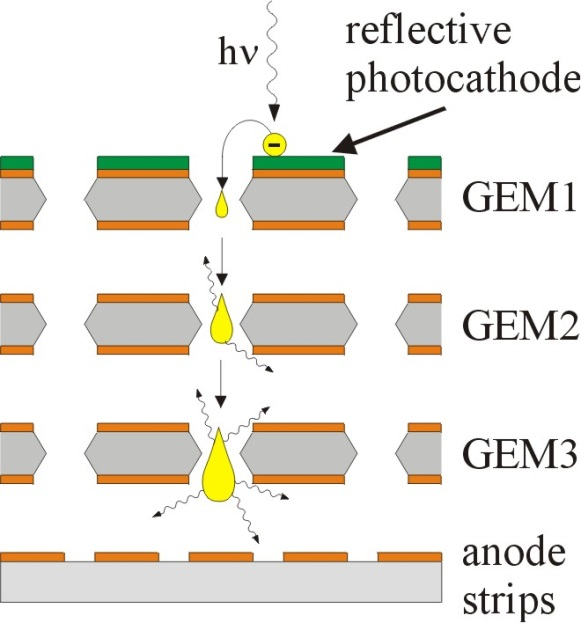 hν
reflective
photocathode
−
GEM1
GEM2
GEM3
anode
strips